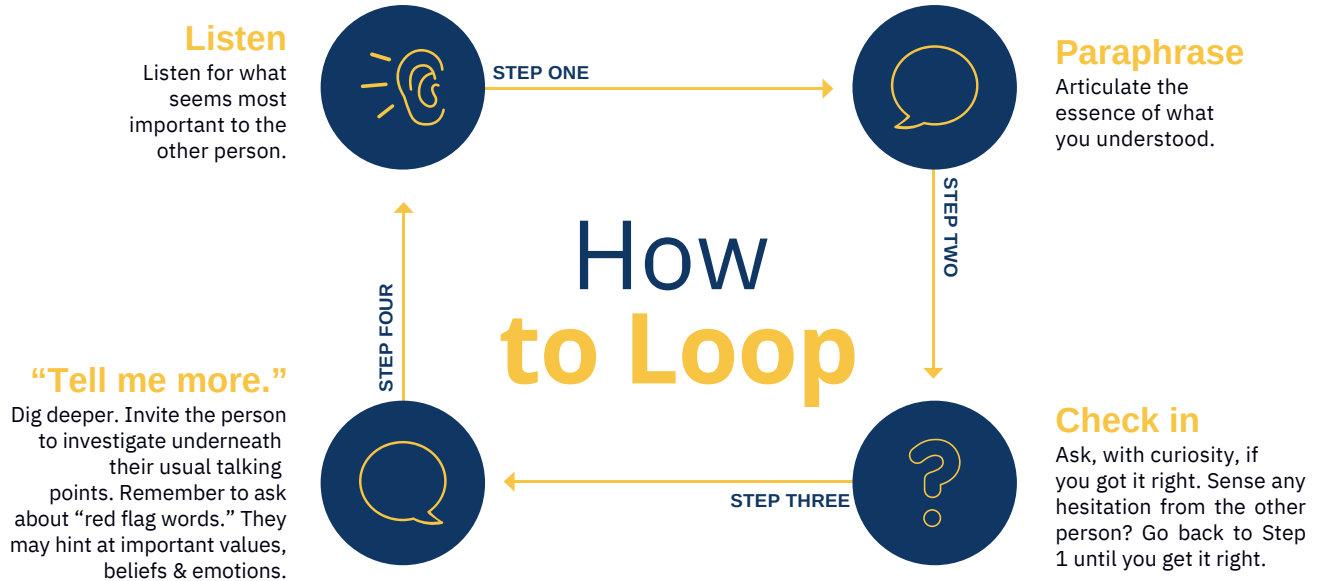 Listen
Listen for what
seems most
important to the
other person.
STEP ONE
Paraphrase
Articulate the
essence of what
you understood.
STEP TWO
How
to Loop
Check in
Ask, with curiosity, if
you got it right. Sense any
hesitation from the other
person? Go back to Step
1 until you get it right.
STEP THREE
“Tell me more.”
Dig deeper. Invite the person
to investigate underneath
their usual talking
points. Remember to ask
about “red flag words.” They
may hint at important values,
beliefs & emotions.
STEP FOUR